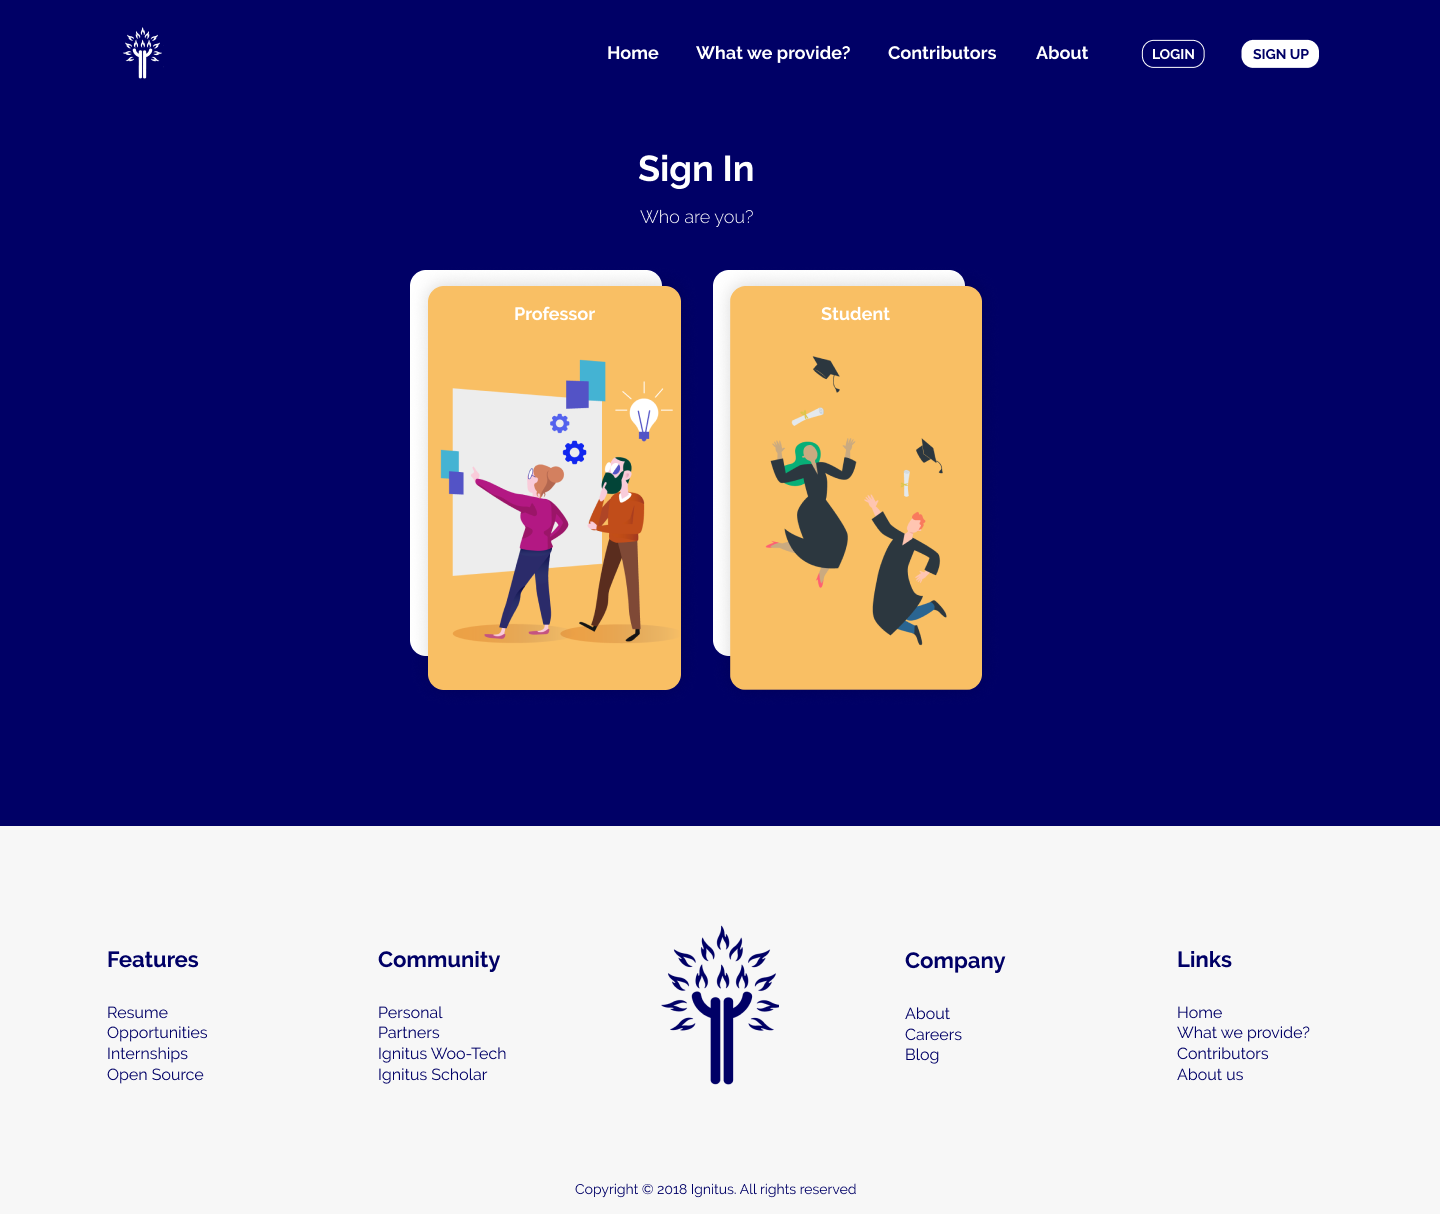 Home
What we provide?
Contributors
About
LOGIN
SIGN UP
Sign In
Who are you?
Professor
Student
Features
Resume
Opportunities
Internships
Open Source
Community
Personal
Partners
Ignitus Woo-Tech
Ignitus Scholar
Company
About
Careers
Blog
Links
Home
What we provide?
Contributors
About us
Copyright © 2018 Ignitus. All rights reserved